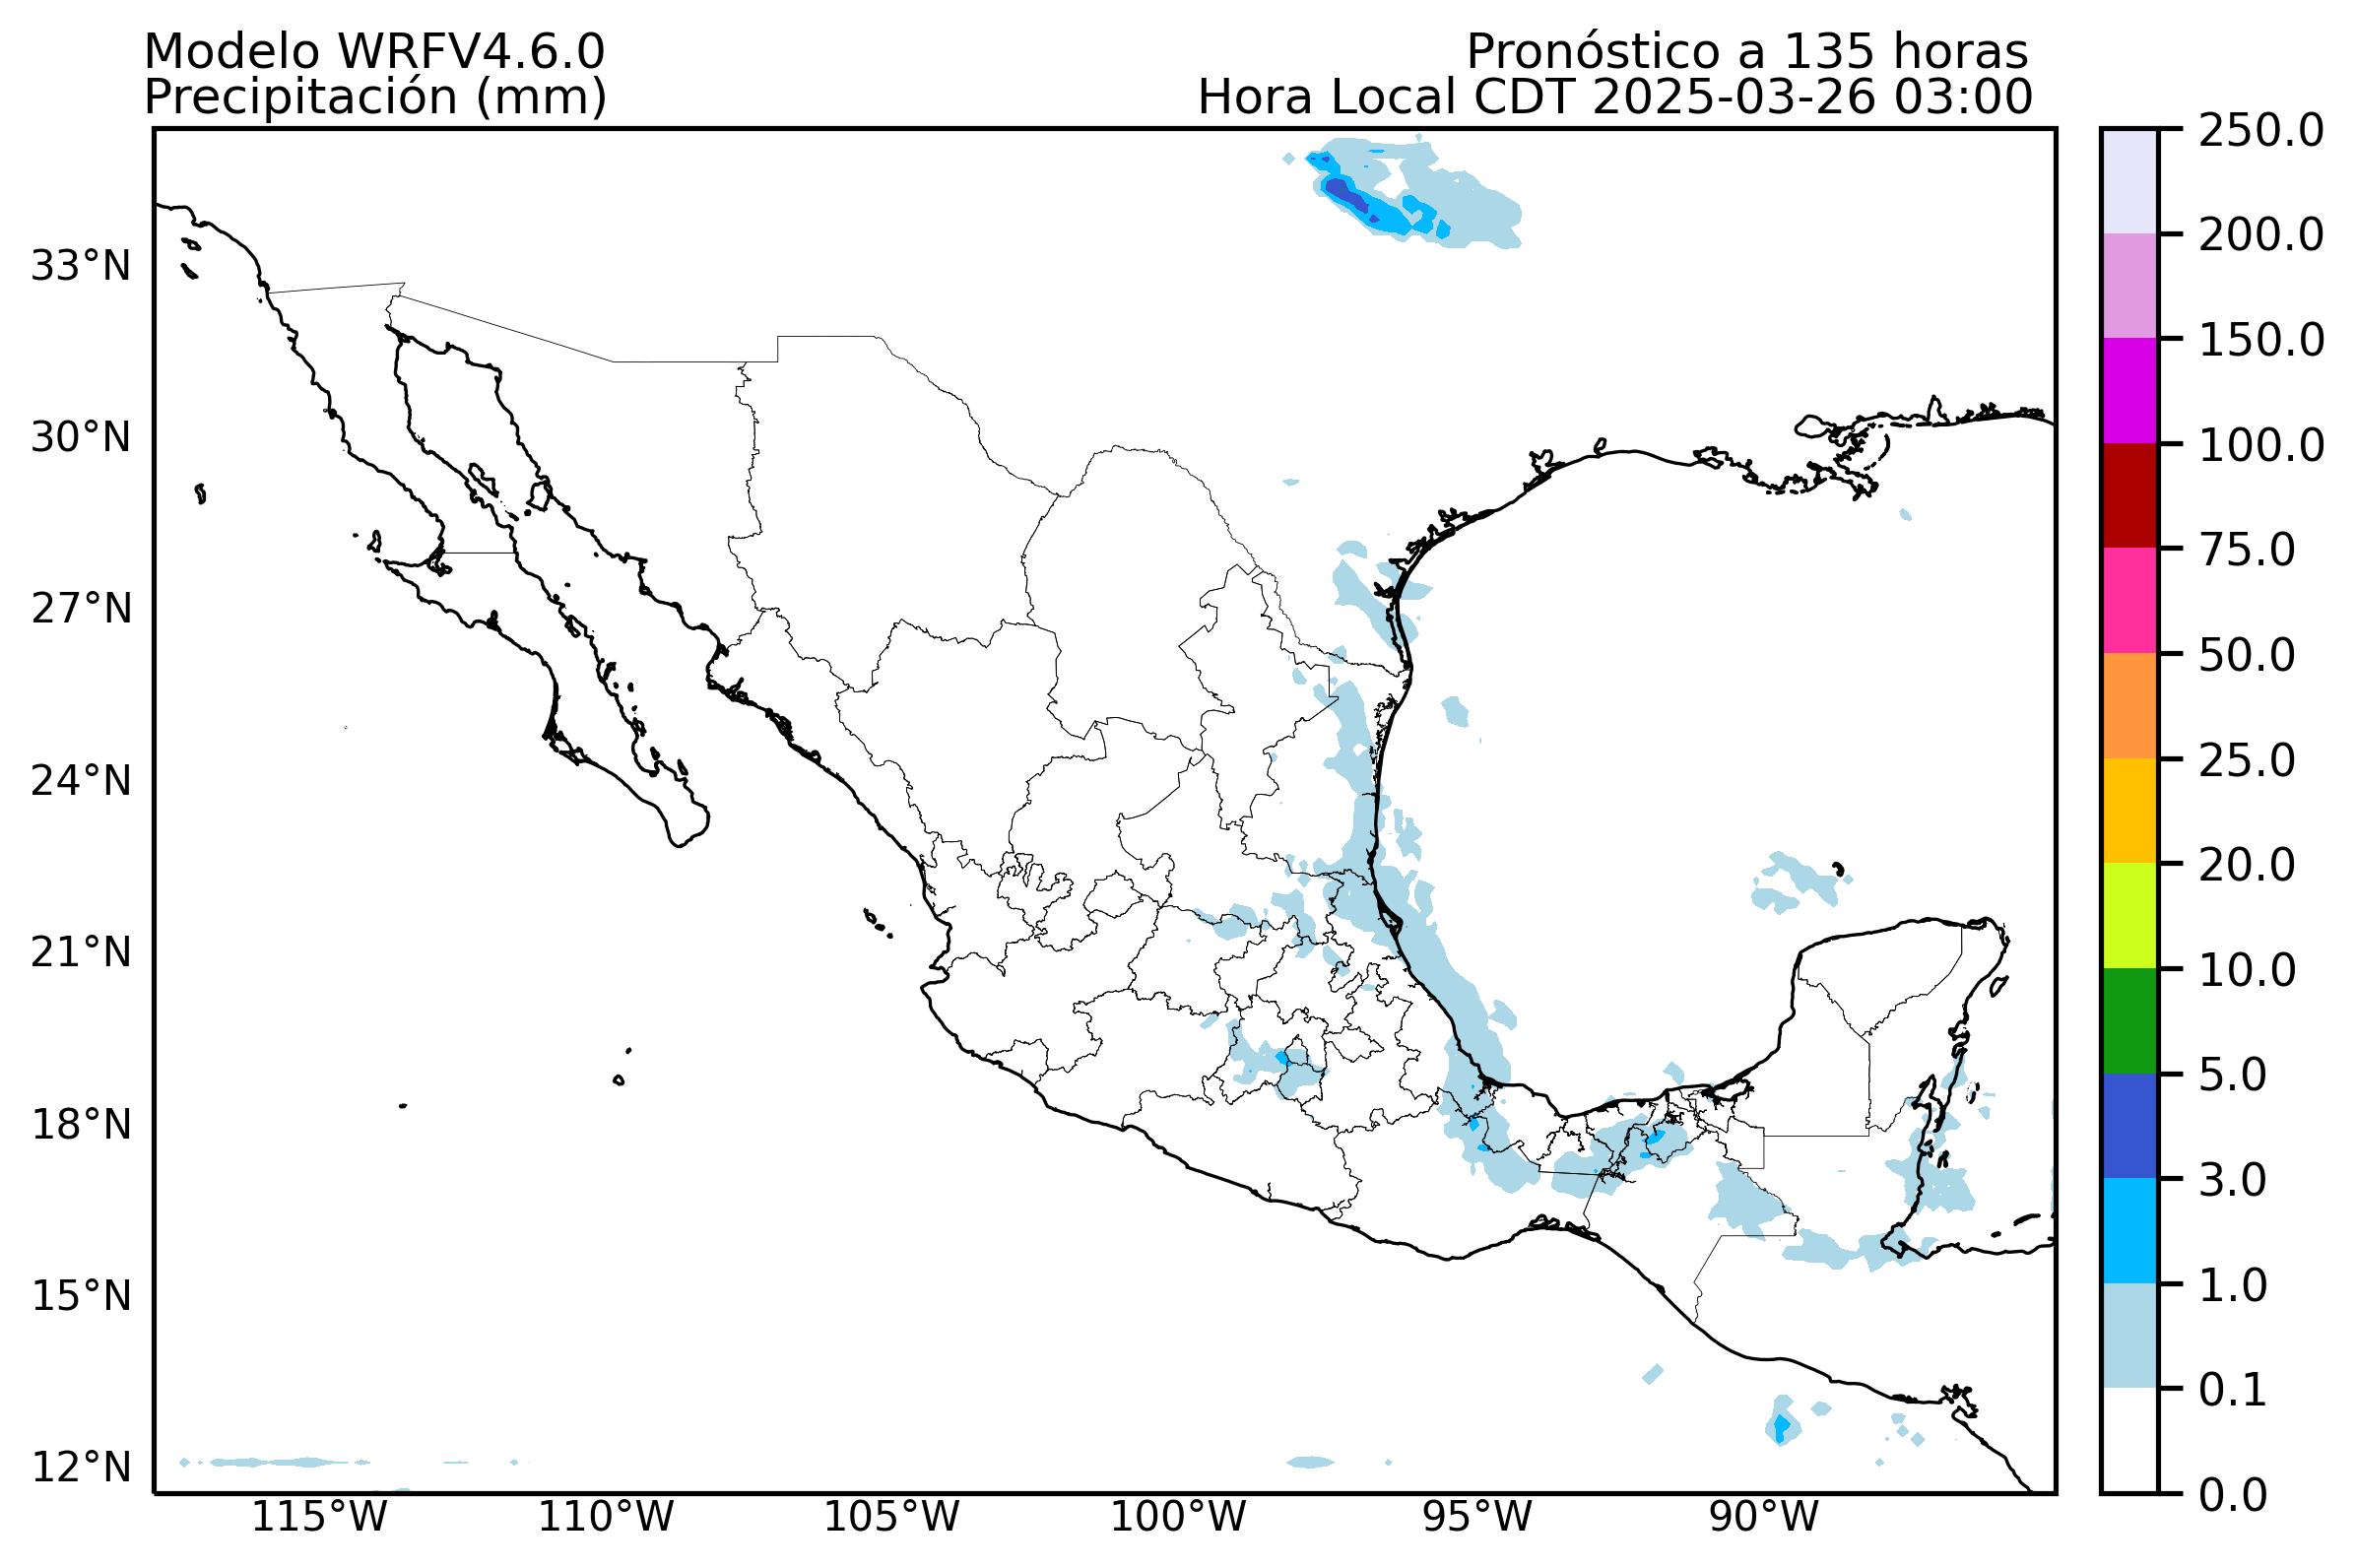 Modelo WRFV4.6.0
Pronóstico a 135 horas
Precipitación (mm)
Hora Local CDT 2025-03-26 03:00
33°N
30°N
27°N
24°N
21°N
18°N
15°N
12°N
115°W
110°W
105°W
100°W
95°W
90°W
250.0
200.0
150.0
100.0
75.0
50.0
25.0
20.0
10.0
5.0
3.0
1.0
0.1
0.0